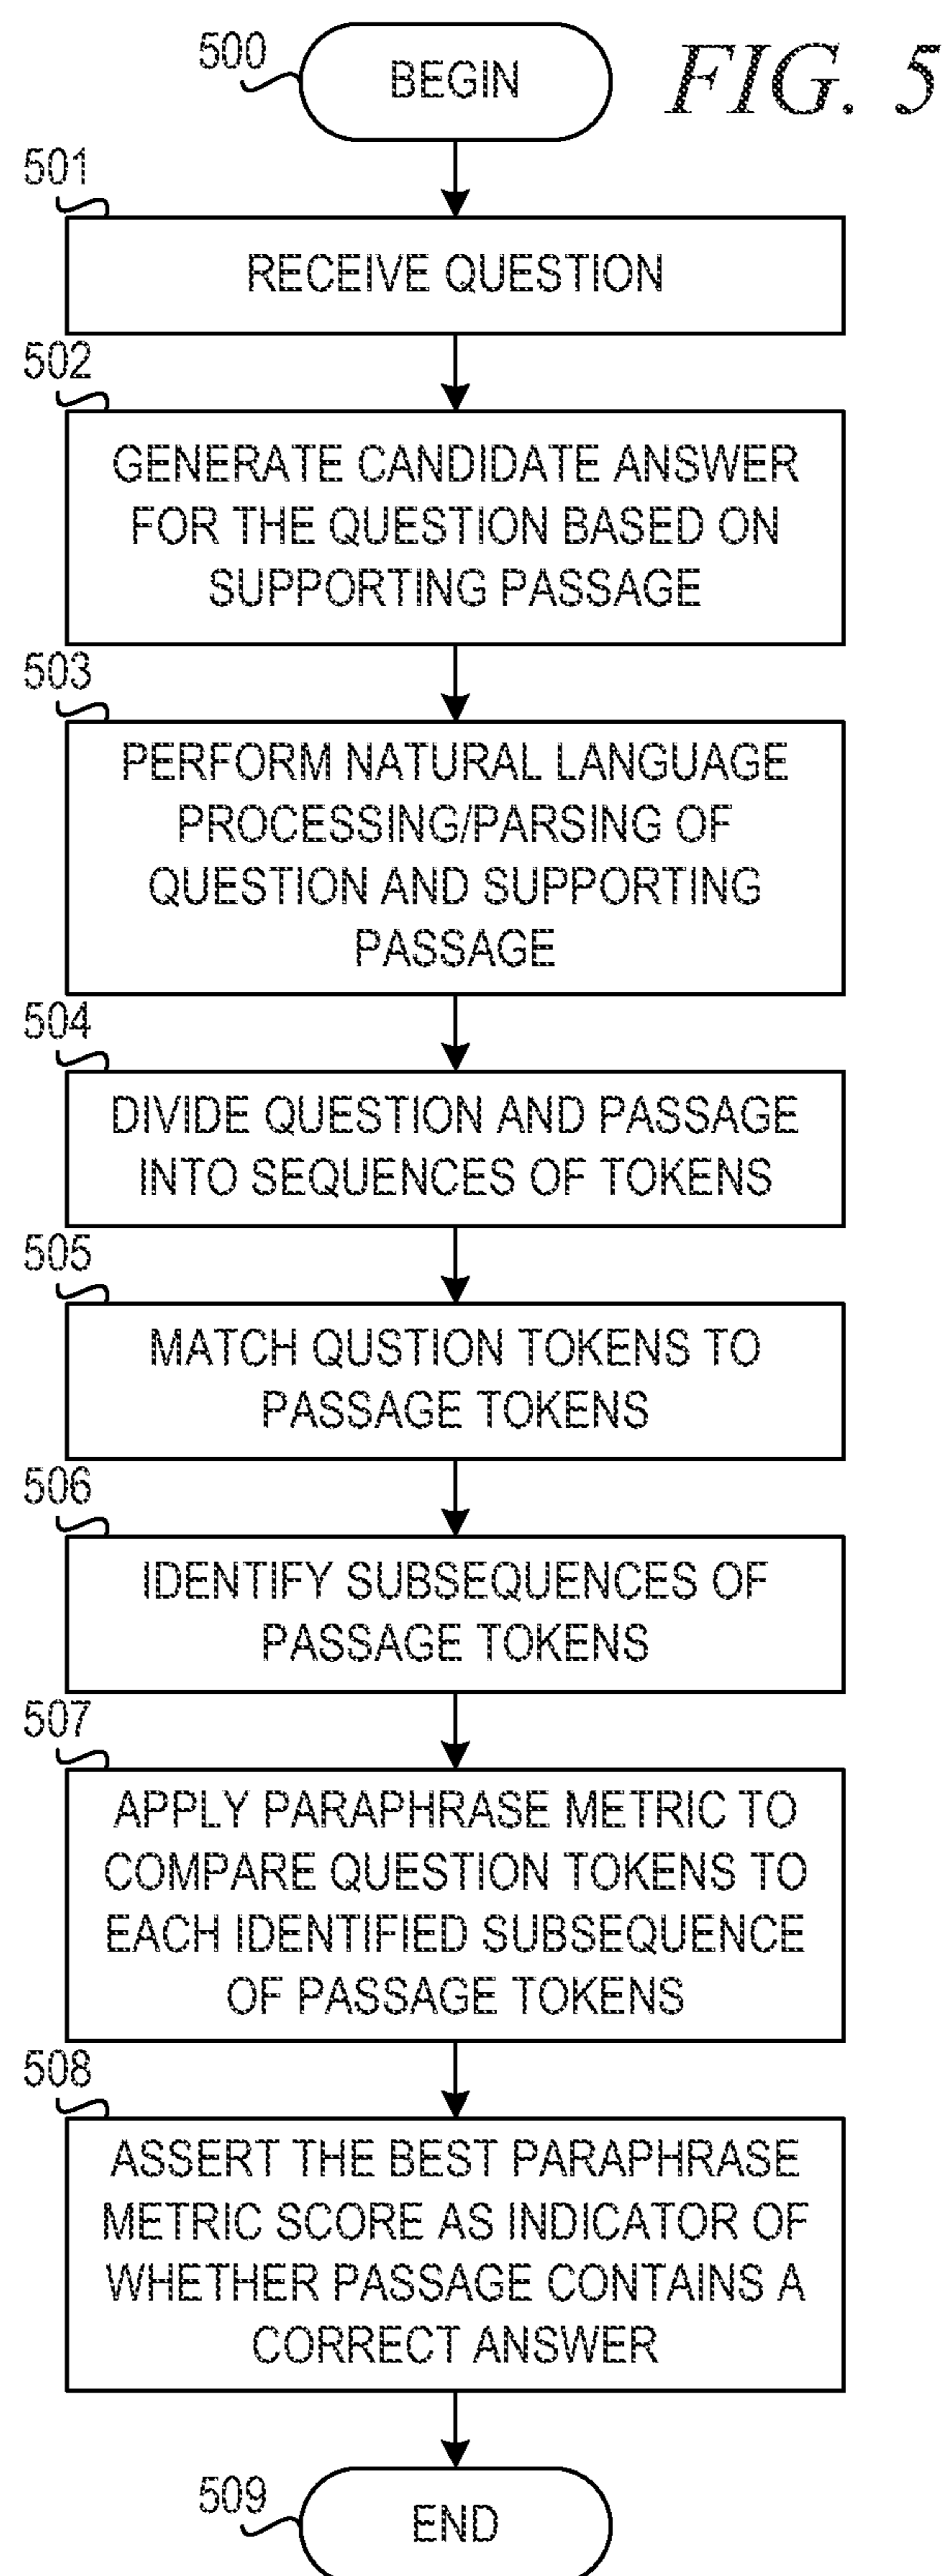 500
BEGIN
FIG. 5
501
RECEIVE QUESTION
502
GENERATE CANDIDATE ANSWER
FOR THE QUESTION BASED ON
SUPPORTING PASSAGE
503
PERFORM NATURAL LANGUAGE
PROCESSING/PARSING OF
QUESTION AND SUPPORTING
PASSAGE
504
DIVIDE QUESTION AND PASSAGE
INTO SEQUENCES OF TOKENS
505
MATCH QUSTION TOKENS TO
PASSAGE TOKENS
506
IDENTIFY SUBSEQUENCES OF
PASSAGE TOKENS
507
APPLY PARAPHRASE METRIC TO
COMPARE QUESTION TOKENS TO
EACH IDENTIFIED SUBSEQUENCE
OF PASSAGE TOKENS
508
ASSERT THE BEST PARAPHRASE
METRIC SCORE AS INDICATOR OF
WHETHER PASSAGE CONTAINS A
CORRECT ANSWER
509
END